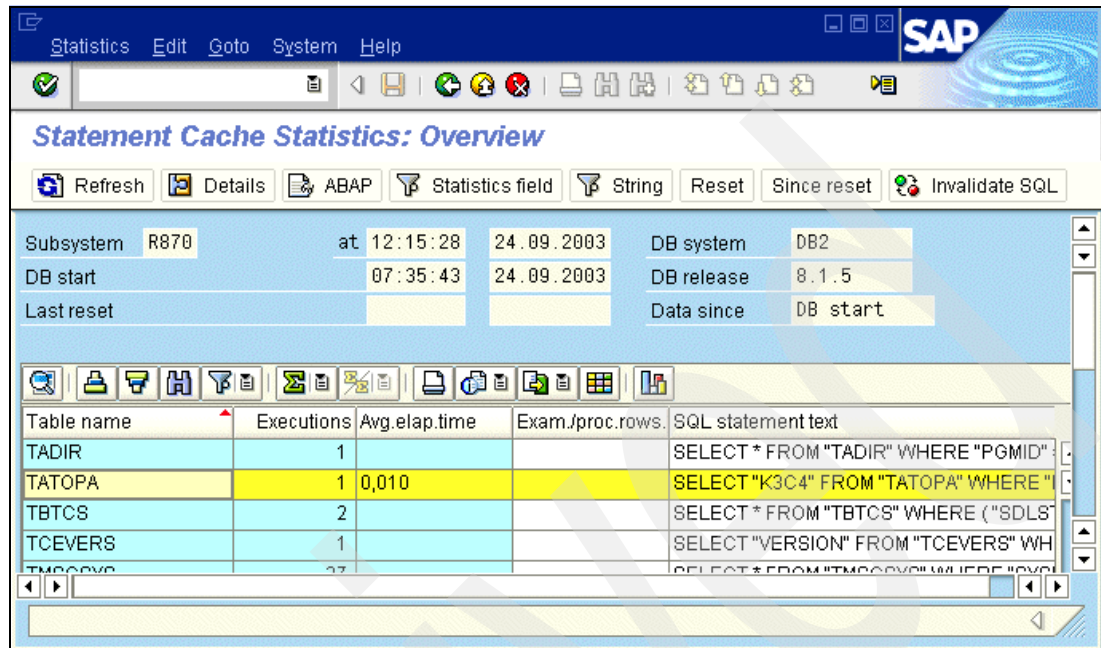 Statistics Edit Goto System Help
SAP
Statement Cache Statistics: Overview
Refresh Details ABAP Statistics field String Reset Since reset Invalidate SQL
Subsystem R870 at 12:15:28 24.09.2003 DB system DB2
DB start 07:35:43 24.09.2003 DB release 8.1.5
Last reset Data since DB start
Table name Executions Avg.elap.time Exam./proc.rows. SQL statement text
TADIR 1 SELECT * FROM "TADIR" WHERE "PGMID" =
TATOPA 1 0,010 SELECT "K3C4" FROM "TATOPA" WHERE
TBTCS 2 SELECT * FROM "TBTCS" WHERE ( "SDLST
TCEVERS 1 SELECT "VERSION" FROM "TCEVERS" WH
27 SELECT * FROM WHERE